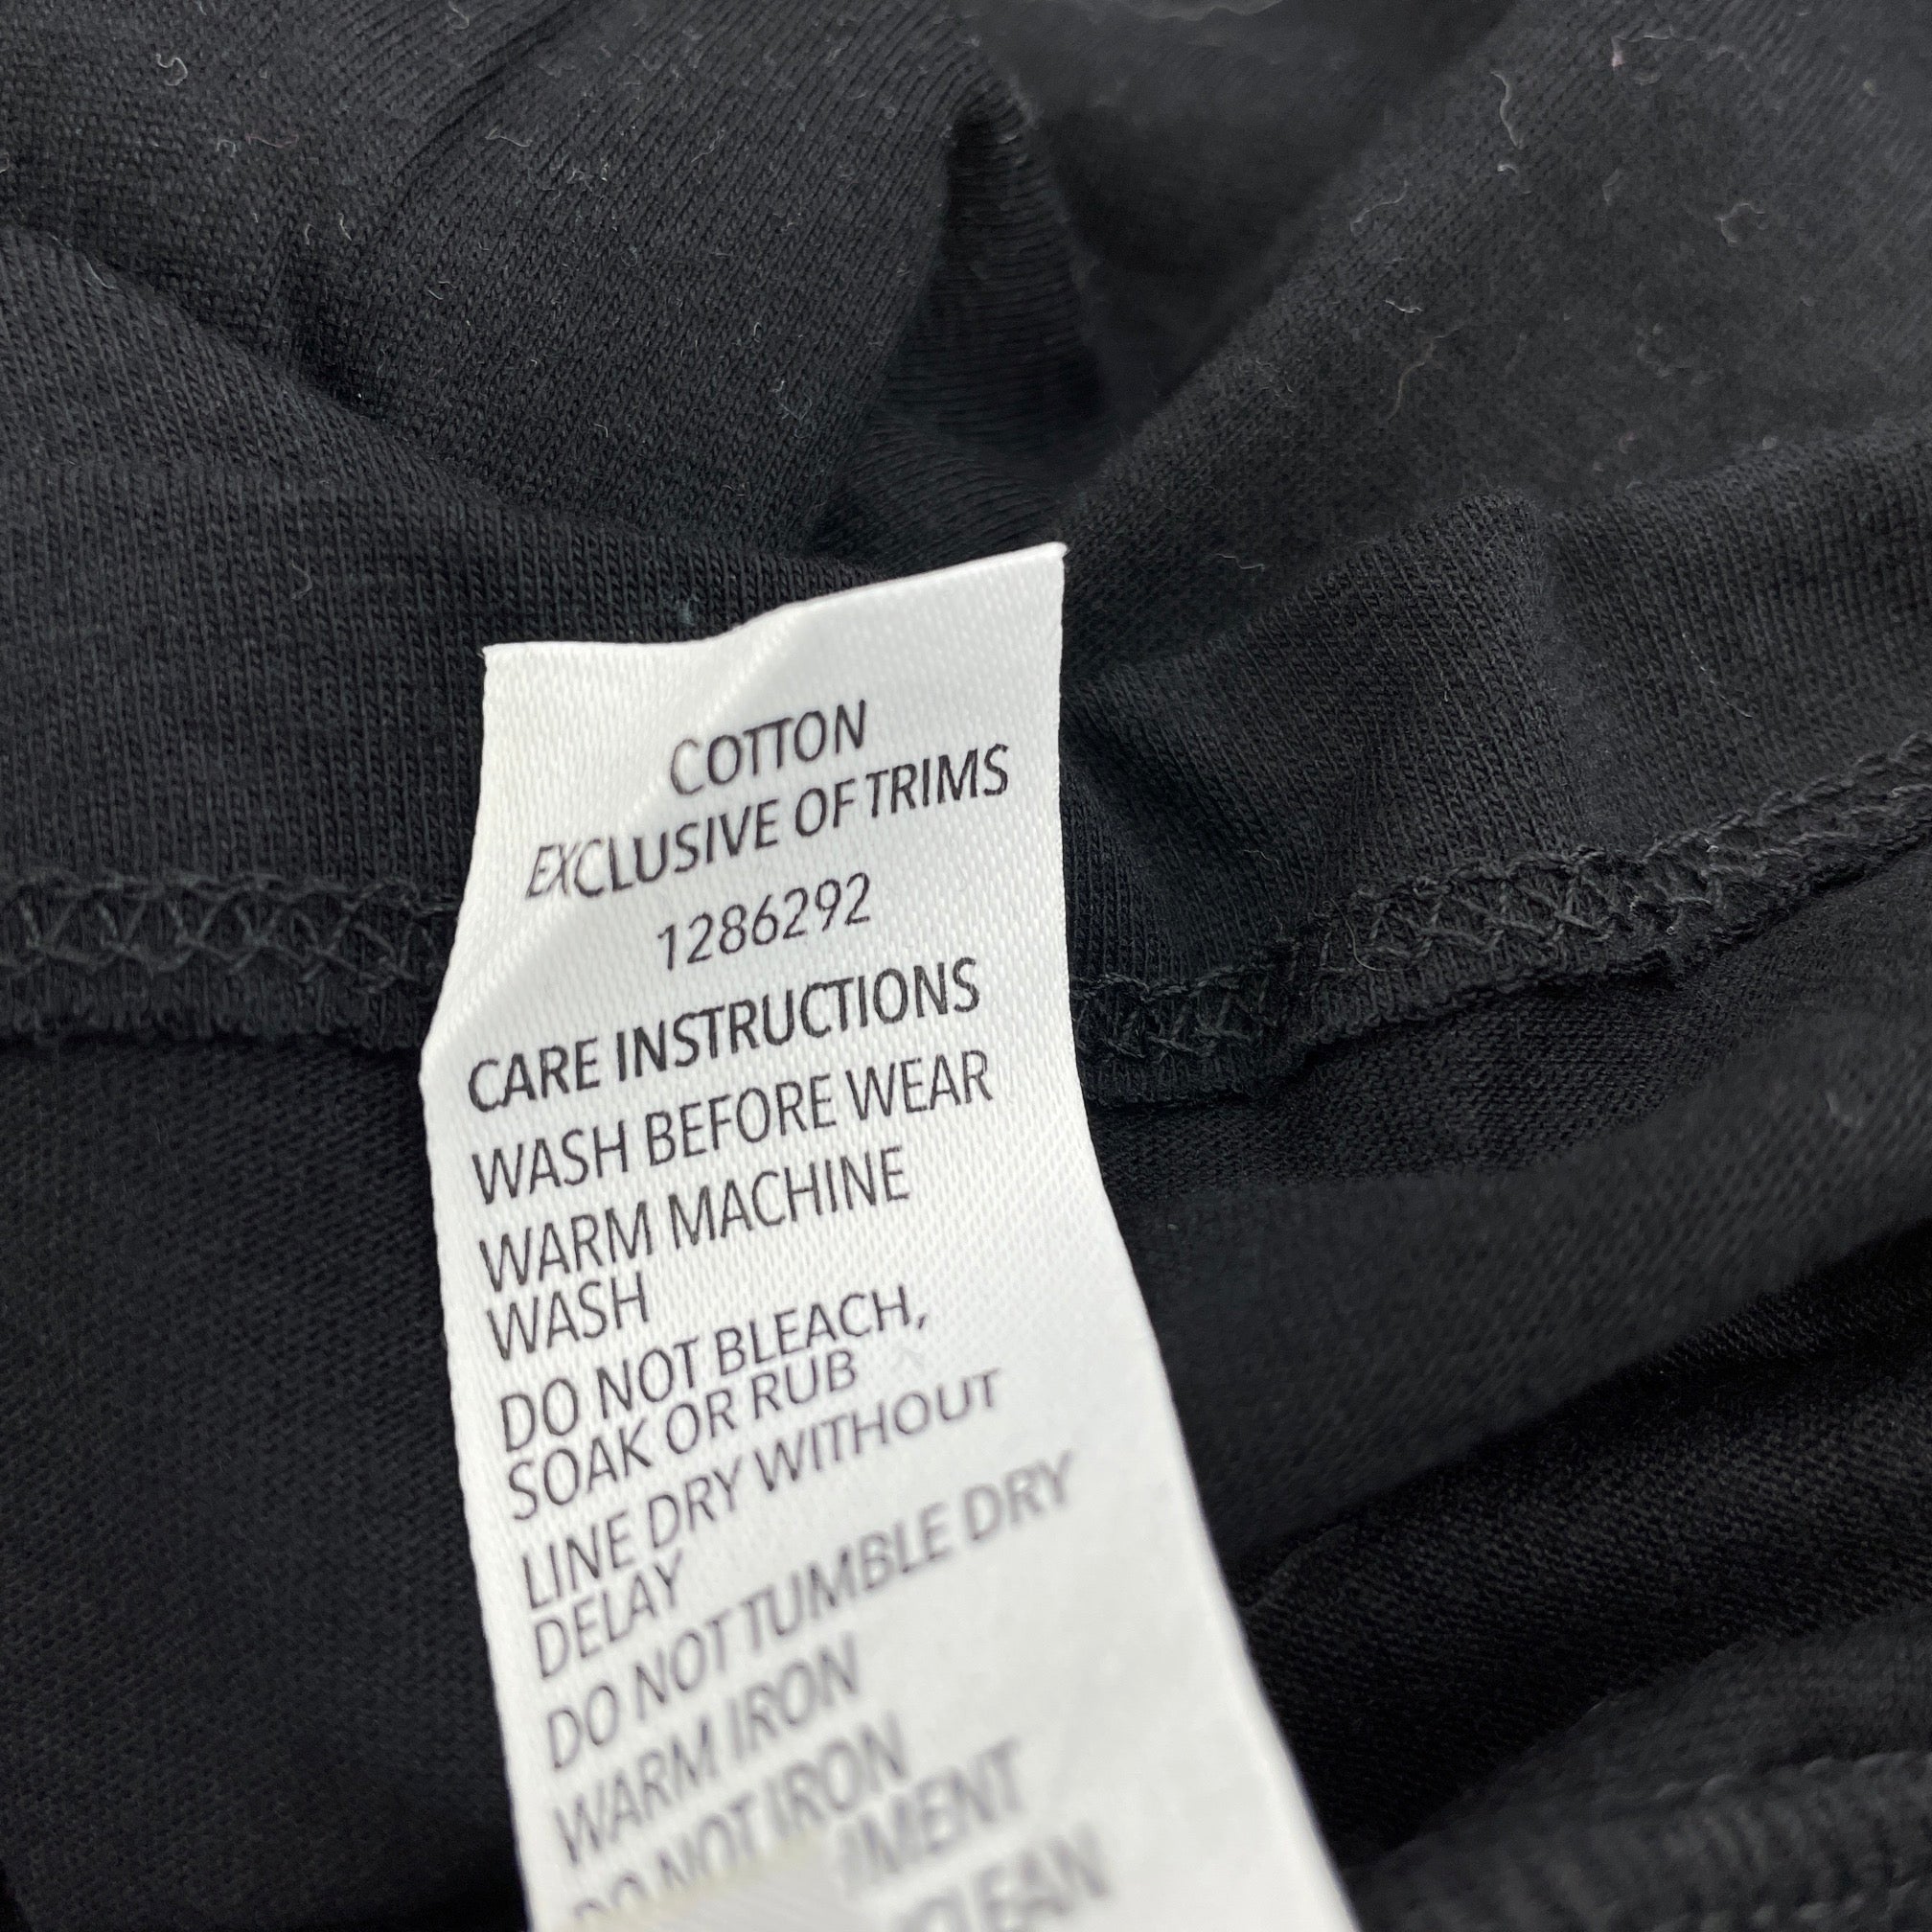 COTTON
EXCLUSIVE OF TRIMS
1286292
CARE INSTRUCTIONS
WASH BEFORE WEAR
WARM MACHINE
WASH
DO NOT BLEACH,
SOAK OR RUB
LINE DRY WITHOUT
DELAY
DO NOT TUMBLE DRY
WARM IRON
DO NOT IRON